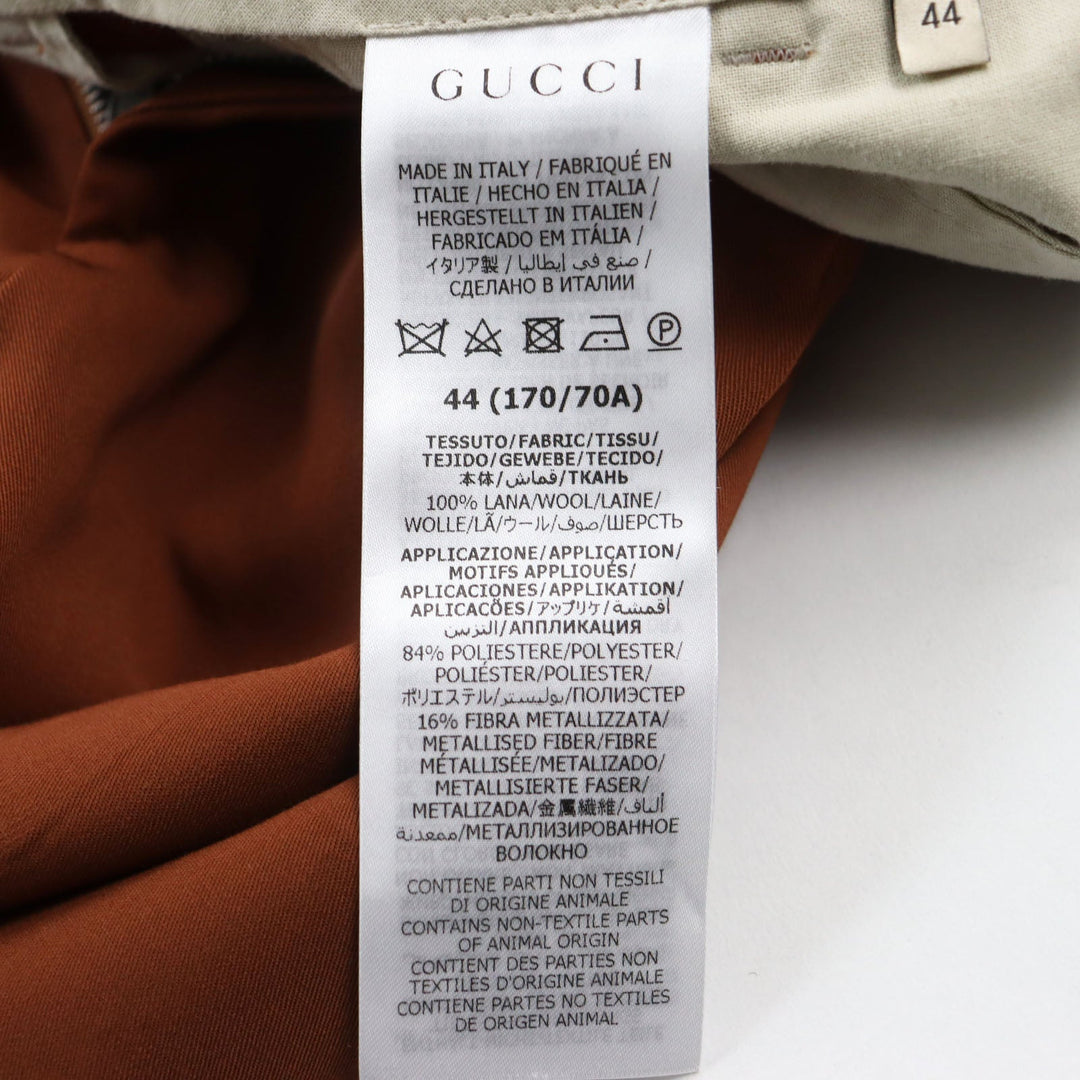 44
GUCCI
MADE IN ITALY / FABRIQUÉ EN
ITALIE / HECHO EN ITALIA /
HERGESTELLT IN ITALIEN /
FABRICADO EM ITÁLIA /
イタリア製 / صنع في إيطاليا /
СДЕЛАНО В ИТАЛИИ
P
44 (170/70A)
TESSUTO/FABRIC/TISSU/
TEJIDO/GEWEBE/TECIDO/
本体/قماش/ТКАНЬ
100% LANA/WOOL/LAINE/
WOLLE/LÃ/ウール/صوف/ШЕРСТЬ
APPLICAZIONE/APPLICATION/
MOTIFS APPLIQUÉS/
APLICACIONES/APPLIKATION/
APLICAÇÕES/アップリケ/أقمشة
التزيين/АППЛИКАЦИЯ
84% POLIESTERE/POLYESTER/
POLIÉSTER/POLIESTER/
ポリエステル/بوليستر/ПОЛИЭСТЕР
16% FIBRA METALLIZZATA/
METALLISED FIBER/FIBRE
MÉTALLISÉE/METALIZADO/
METALLISIERTE FASER/
METALIZADA/金属繊維/ألياف
ممعدنة/МЕТАЛЛИЗИРОВАННОЕ
ВОЛОКНО
CONTIENE PARTI NON TESSILI
DI ORIGINE ANIMALE
CONTAINS NON-TEXTILE PARTS
OF ANIMAL ORIGIN
CONTIENT DES PARTIES NON
TEXTILES D'ORIGINE ANIMALE
CONTIENE PARTES NO TEXTILES
DE ORIGEN ANIMAL